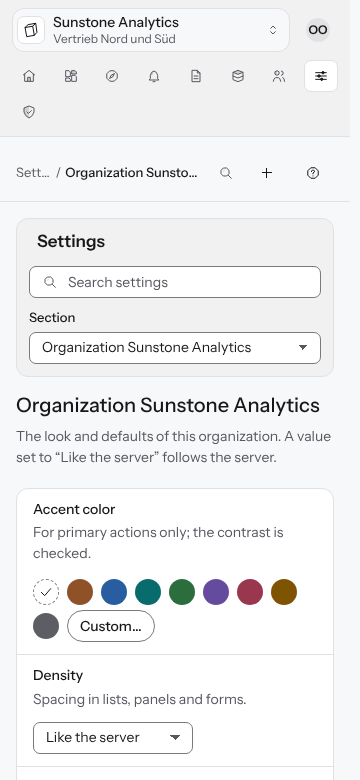 Sunstone Analytics
Vertrieb Nord und Süd
OO
Sett... / Organization Sunsto...
Settings
Search settings
Section
Organization Sunstone Analytics
Organization Sunstone Analytics
The look and defaults of this organization. A value
set to “Like the server” follows the server.
Accent color
For primary actions only; the contrast is
checked.
Custom...
Density
Spacing in lists, panels and forms.
Like the server